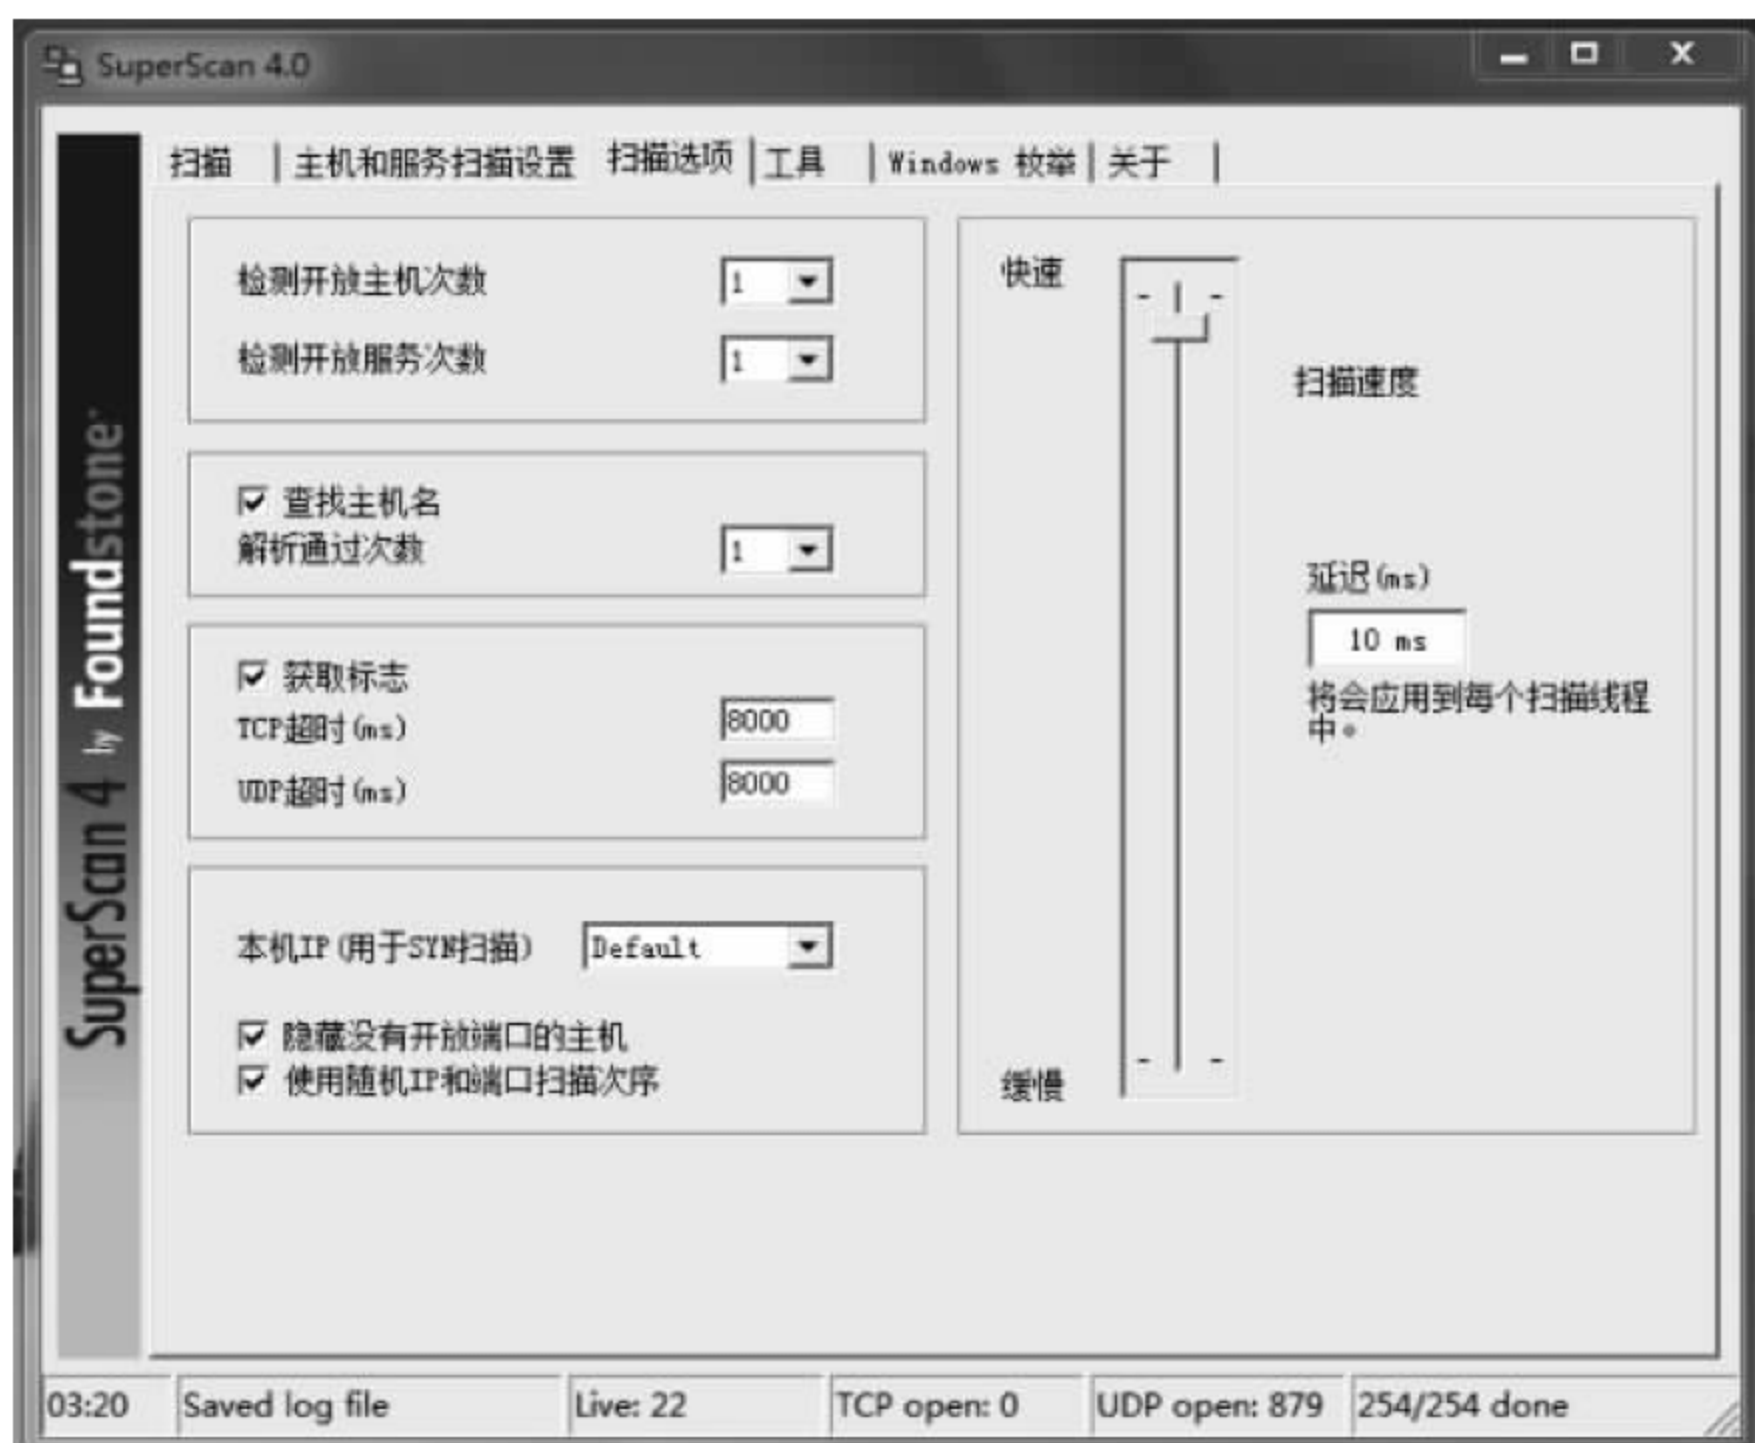 SuperScan 4.0
扫描
主机和服务扫描设置
扫描选项
工具
Windows 枚举
关于
SuperScan 4 by Foundstone
检测开放主机次数
1
检测开放服务次数
1
查找主机名
解析通过次数
1
获取标志
TCP超时(ms)
8000
UDP超时(ms)
8000
本机IP(用于SYN扫描)
Default
隐藏没有开放端口的主机
使用随机IP和端口扫描次序
快速
缓慢
扫描速度
延迟(ms)
10 ms
将会应用到每个扫描线程
中。
03:20
Saved log file
Live: 22
TCP open: 0
UDP open: 879
254/254 done